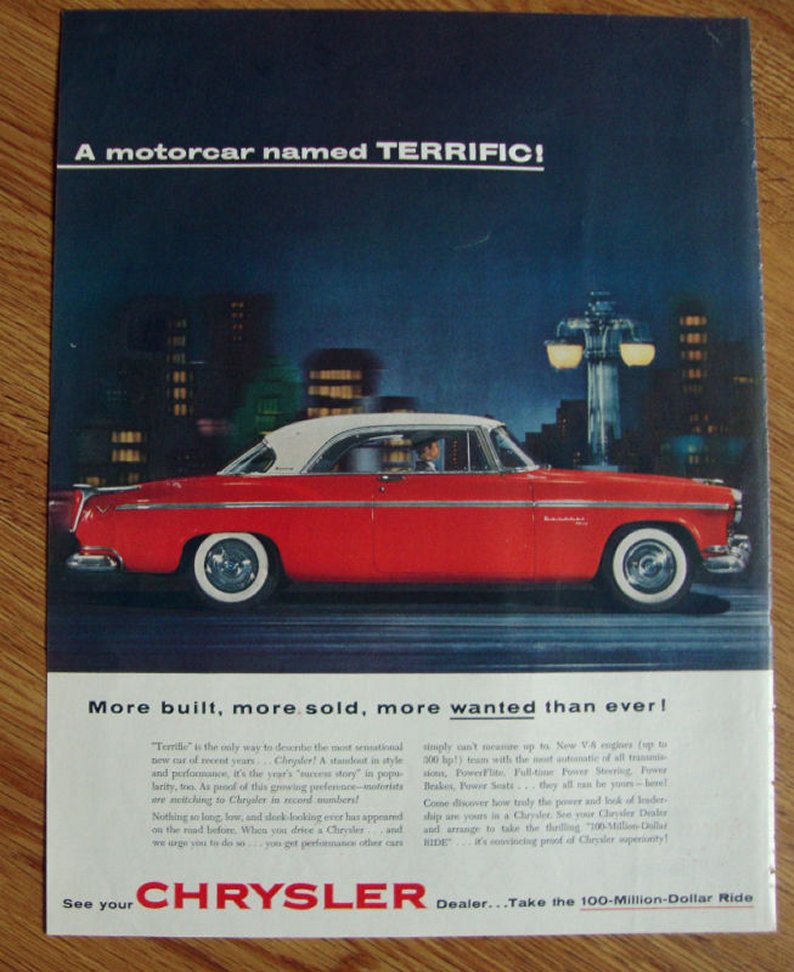 A motorcar named TERRIFIC!
More built, more sold, more wanted than ever!
"Terrific" is the only way to describe the most sensational
new car of recent years . . . Chrysler! A standout in style
and performance, it's the year's "success story" in popu-
larity, too. As proof of this growing preference—motorists
are switching to Chrysler in record numbers!
Nothing so long, low, and sleek-looking ever has appeared
on the road before. When you drive a Chrysler . . . and
we urge you to do so . . . you get performance other cars
simply can't measure up to. New V-8 engines (up to
300 hp!) team with the most automatic of all transmis-
sions, PowerFlite. Full-time Power Steering, Power
Brakes, Power Seats . . . they all can be yours—here!
Come discover how truly the power and look of leader-
ship are yours in a Chrysler. See your Chrysler Dealer
and arrange to take the thrilling "100-Million-Dollar
RIDE" . . . it's convincing proof of Chrysler superiority!
See your CHRYSLER Dealer...Take the 100-Million-Dollar Ride